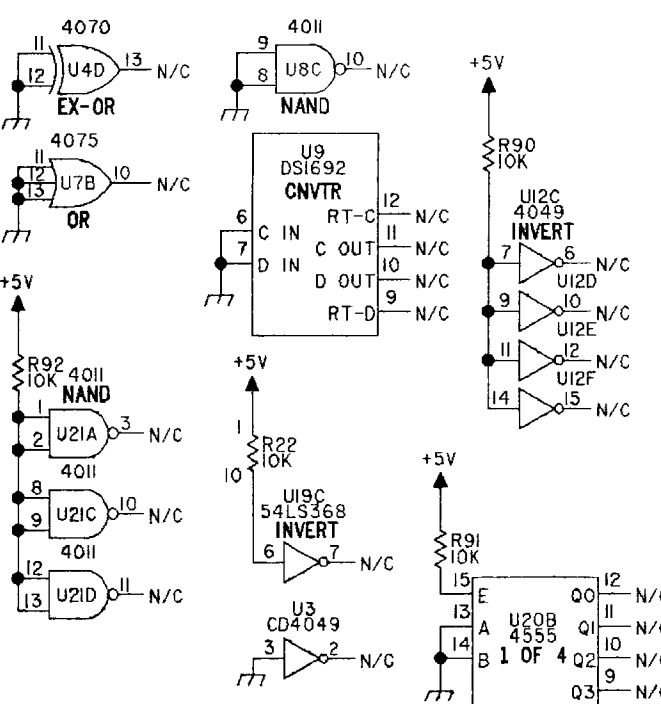 4070
11
12
U4D
13
N/C
EX-OR
4075
11
12
13
U7B
10
N/C
OR
4011
9
8
U8C
10
N/C
NAND
U9
DS1692
CNVTR
6
C IN
7
D IN
RT-C
12
N/C
C OUT
11
N/C
D OUT
10
N/C
RT-D
9
N/C
+5V
R90
10K
U12C
4049
INVERT
7
6
N/C
U12D
9
10
N/C
U12E
11
12
N/C
U12F
14
15
N/C
+5V
R92
10K
4011
NAND
1
2
U21A
3
N/C
4011
8
9
U21C
10
N/C
4011
12
13
U21D
11
N/C
+5V
1
R22
10K
10
U19C
54LS368
INVERT
6
7
N/C
U3
CD4049
3
2
N/C
+5V
R91
10K
15
E
13
A
14
B
U20B
4555
1 OF 4
Q0
12
N/
Q1
11
N/
Q2
10
N/
Q3
9
N/